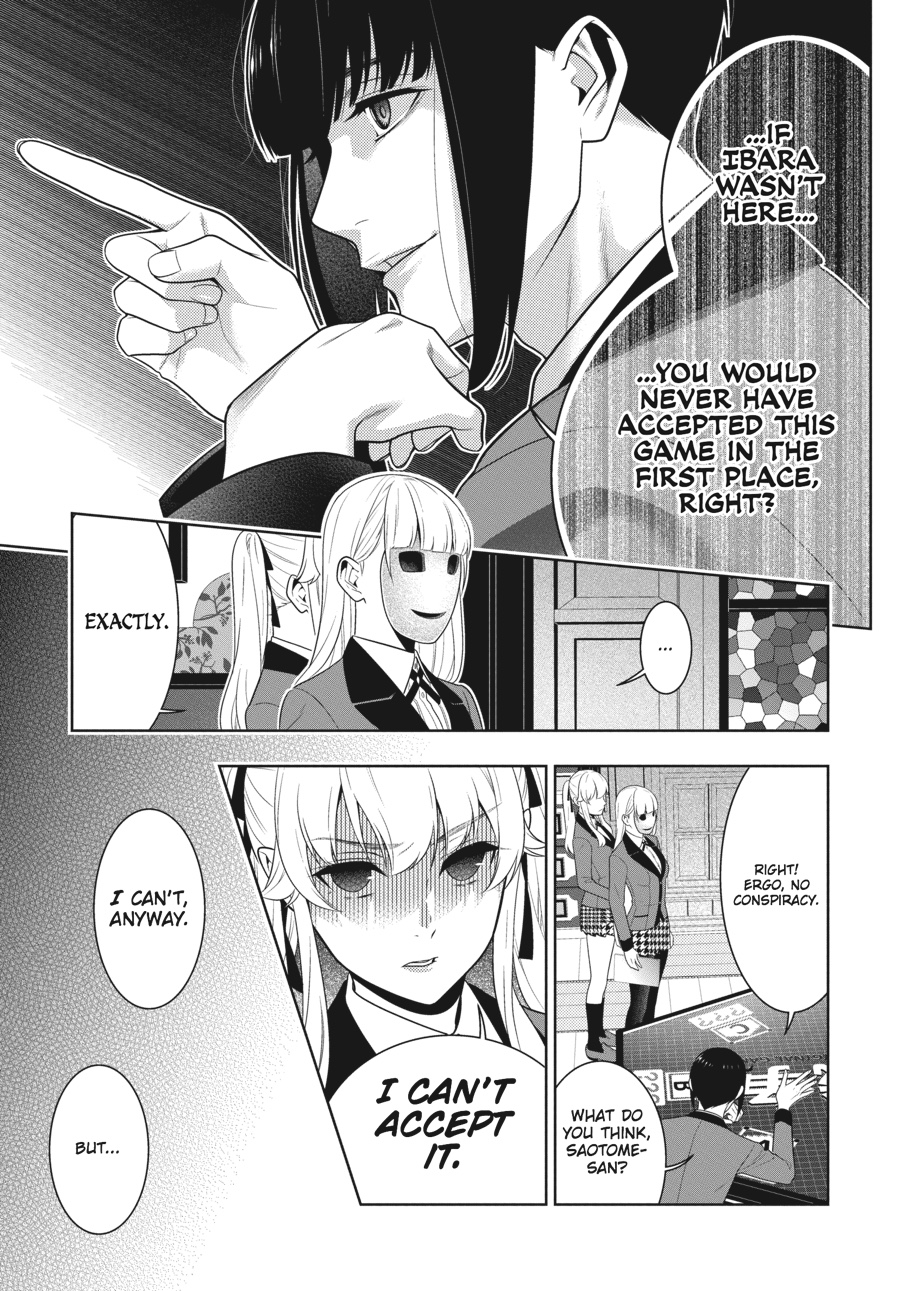 ...IF
IBARA
WASN'T
HERE...
...YOU WOULD
NEVER HAVE
ACCEPTED THIS
GAME IN THE
FIRST PLACE,
RIGHT?
...
EXACTLY.
RIGHT!
ERGO, NO
CONSPIRACY.
???
C
B
???
WHAT DO
YOU THINK,
SAOTOME-
SAN?
I CAN'T
ACCEPT
IT.
I CAN'T,
ANYWAY.
BUT...